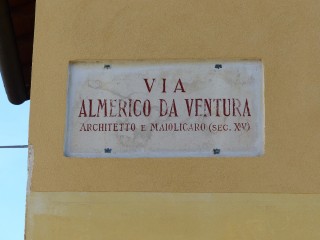 VIA
ALMERICO DA VENTURA
ARCHITETTO E MAIOLICARO (SEC. XV)